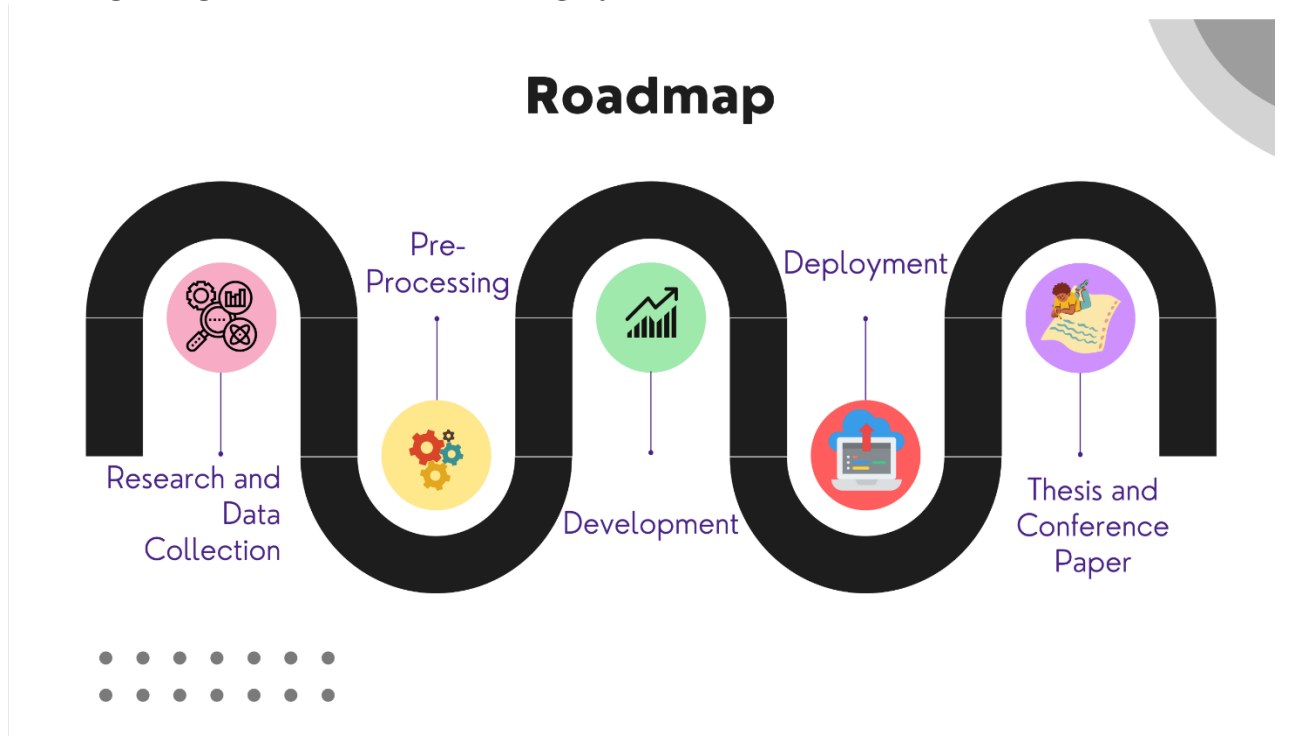 Roadmap
Research and
Data
Collection
Pre-
Processing
Development
Deployment
Thesis and
Conference
Paper